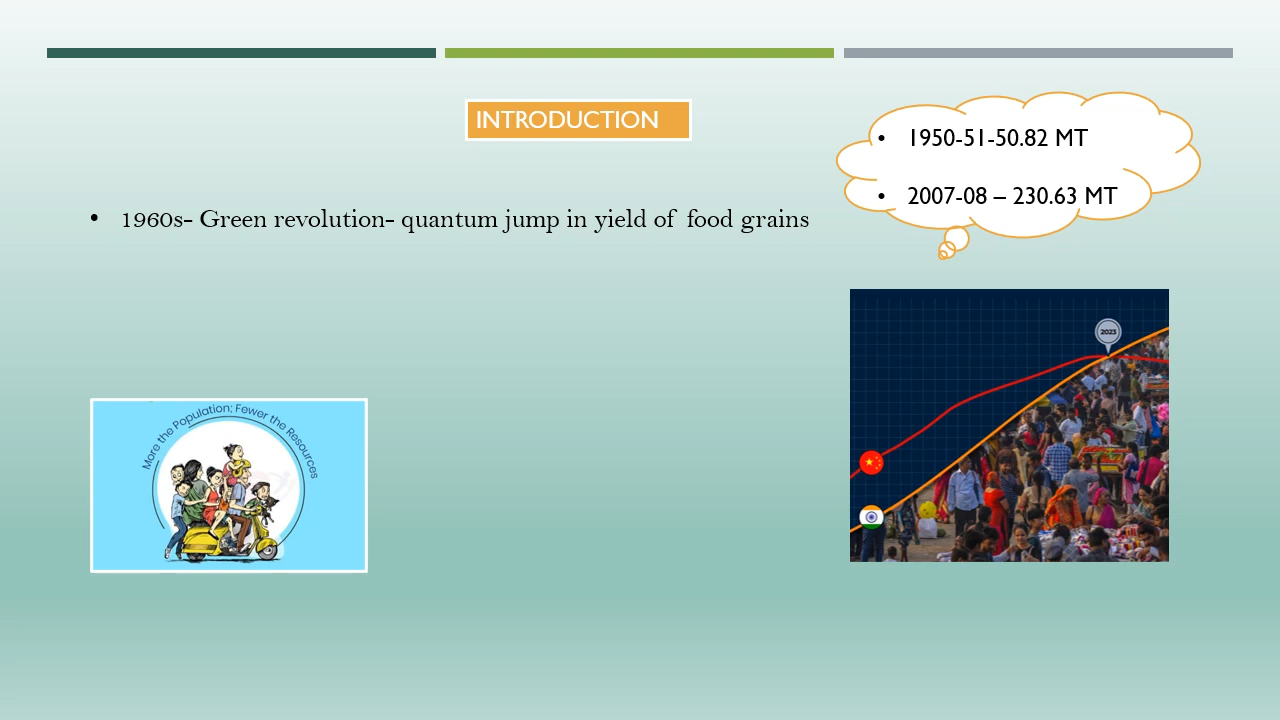 INTRODUCTION
• 1950-51-50.82 MT
• 2007-08 – 230.63 MT
• 1960s- Green revolution- quantum jump in yield of food grains
2023
More the Population; Fewer the Resources